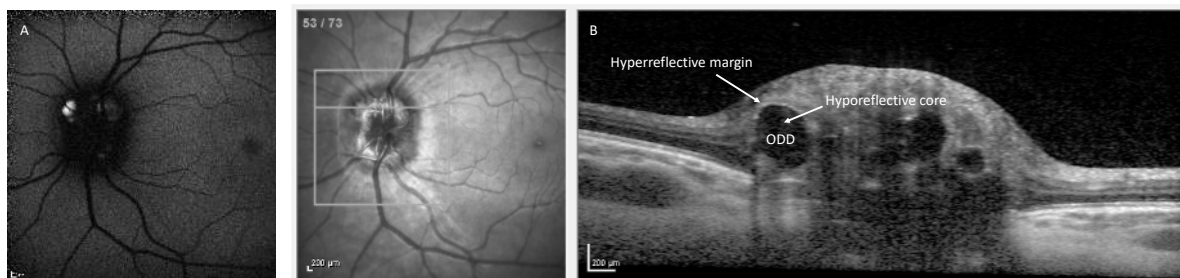 A
53 / 73
B
Hyperreflective margin
Hyporeflective core
ODD
200 µm
200 µm